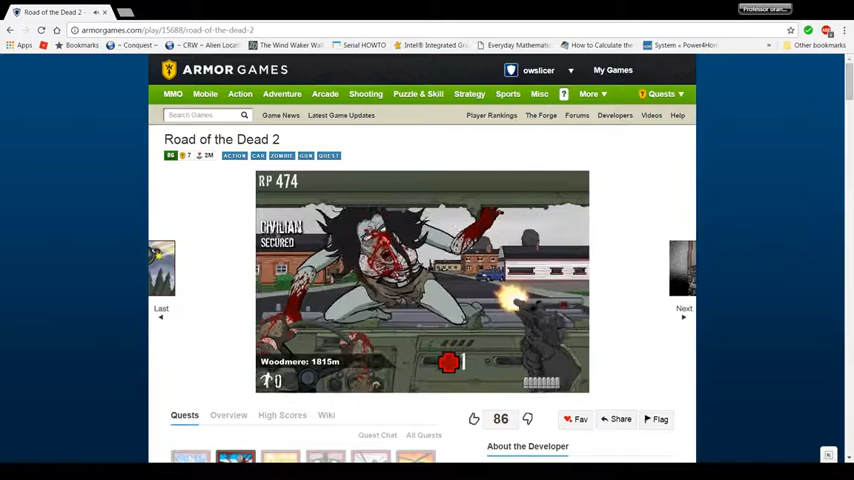 Road of the Dead 2 -
Professor oran...
armorgames.com/play/15688/road-of-the-dead-2
Apps Bookmarks - Conquest - CRW ~ Alien Locat The Wind Waker Wal Serial HOWTO Intel® Integrated Gra Everyday Mathematic How to Calculate the System + Power4Hom » Other bookmarks
ARMOR GAMES owslicer My Games
MMO Mobile Action Adventure Arcade Shooting Puzzle & Skill Strategy Sports Misc ? More Quests
Search Games Game News Latest Game Updates Player Rankings The Forge Forums Developers Videos Help
Road of the Dead 2
86 7 2M ACTION CAR ZOMBIE GUN QUEST
RP 474
CIVILIAN
SECURED
Last
Next
Woodmere: 1815m
1
0
Quests Overview High Scores Wiki
86 Fav Share Flag
Quest Chat All Quests
About the Developer